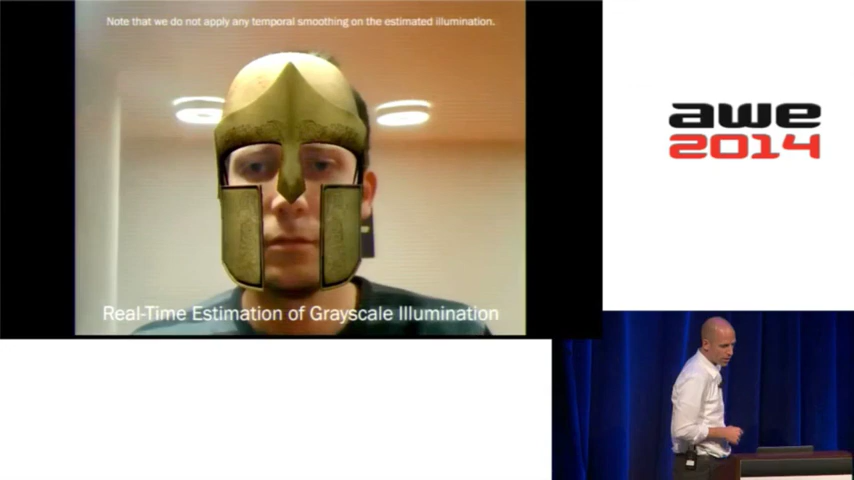 Note that we do not apply any temporal smoothing on the estimated illumination.
awe
2014
Real-Time Estimation of Grayscale Illumination